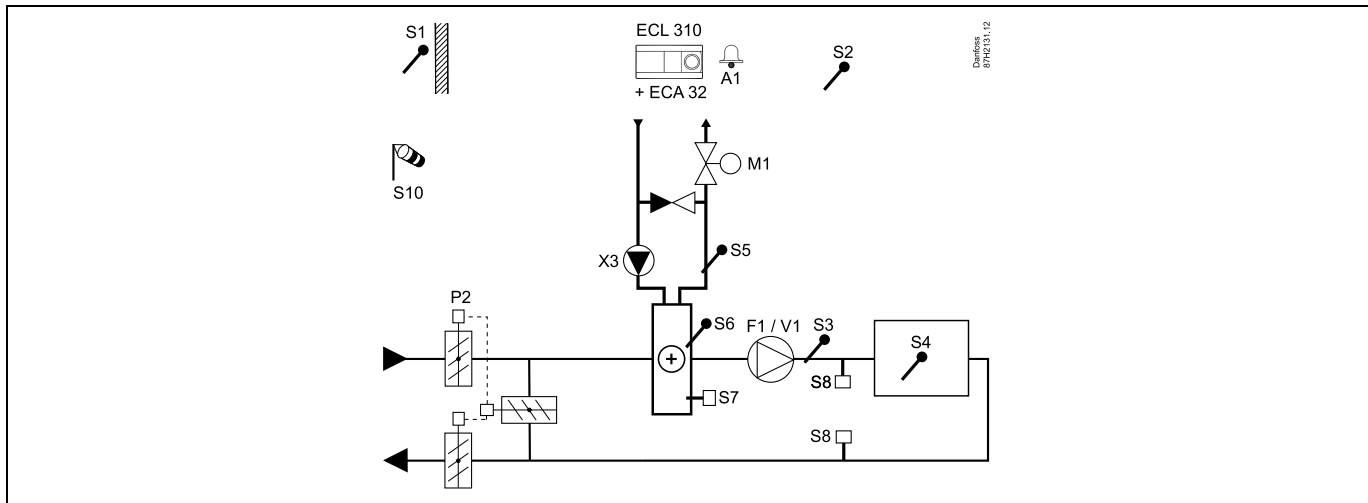 S1
ECL 310
A1
+ ECA 32
S2
Danfoss
87H2131.12
S10
M1
X3
S5
P2
S6
F1 / V1
S3
S4
S7
S8
S8